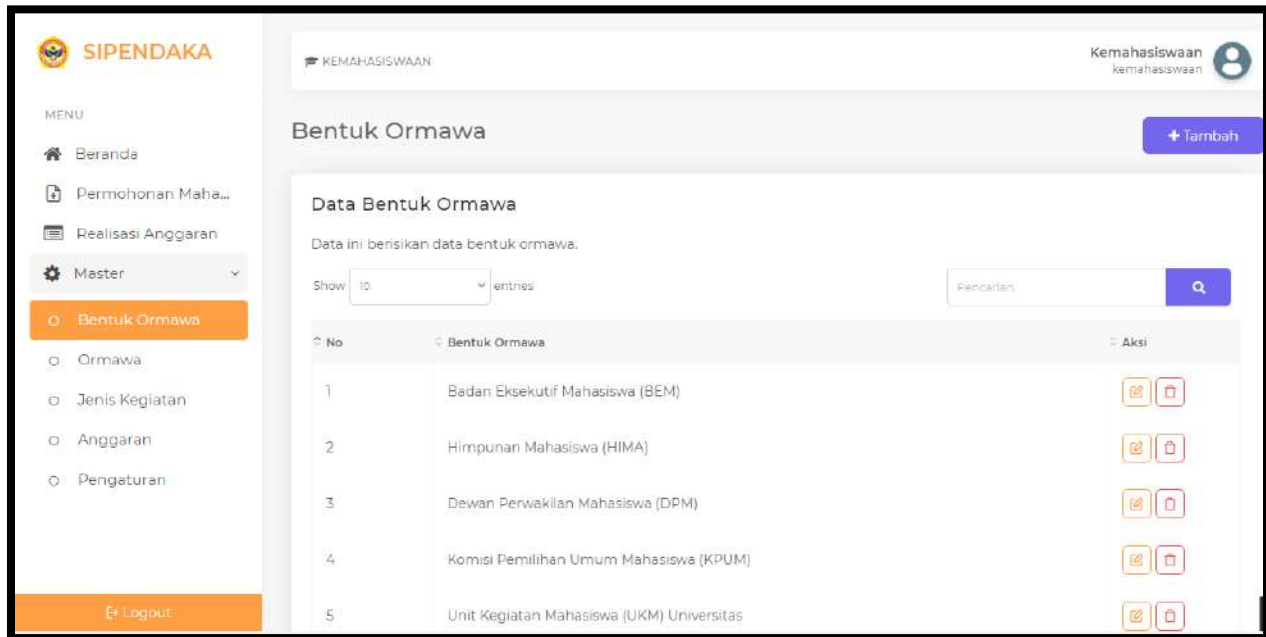 SIPENDAKA
MENU
Beranda
Permohonan Maha...
Realisasi Anggaran
Master
Bentuk Ormawa
Ormawa
Jenis Kegiatan
Anggaran
Pengaturan
Logout
KEMAHASISWAAN
Kemahasiswaan
kemahasiswaan
Bentuk Ormawa
+ Tambah
Data Bentuk Ormawa
Data ini berisikan data bentuk ormawa.
Show 10 entries
Pencarian
No Bentuk Ormawa Aksi
1 Badan Eksekutif Mahasiswa (BEM)
2 Himpunan Mahasiswa (HIMA)
3 Dewan Perwakilan Mahasiswa (DPM)
4 Komisi Pemilihan Umum Mahasiswa (KPUM)
5 Unit Kegiatan Mahasiswa (UKM) Universitas